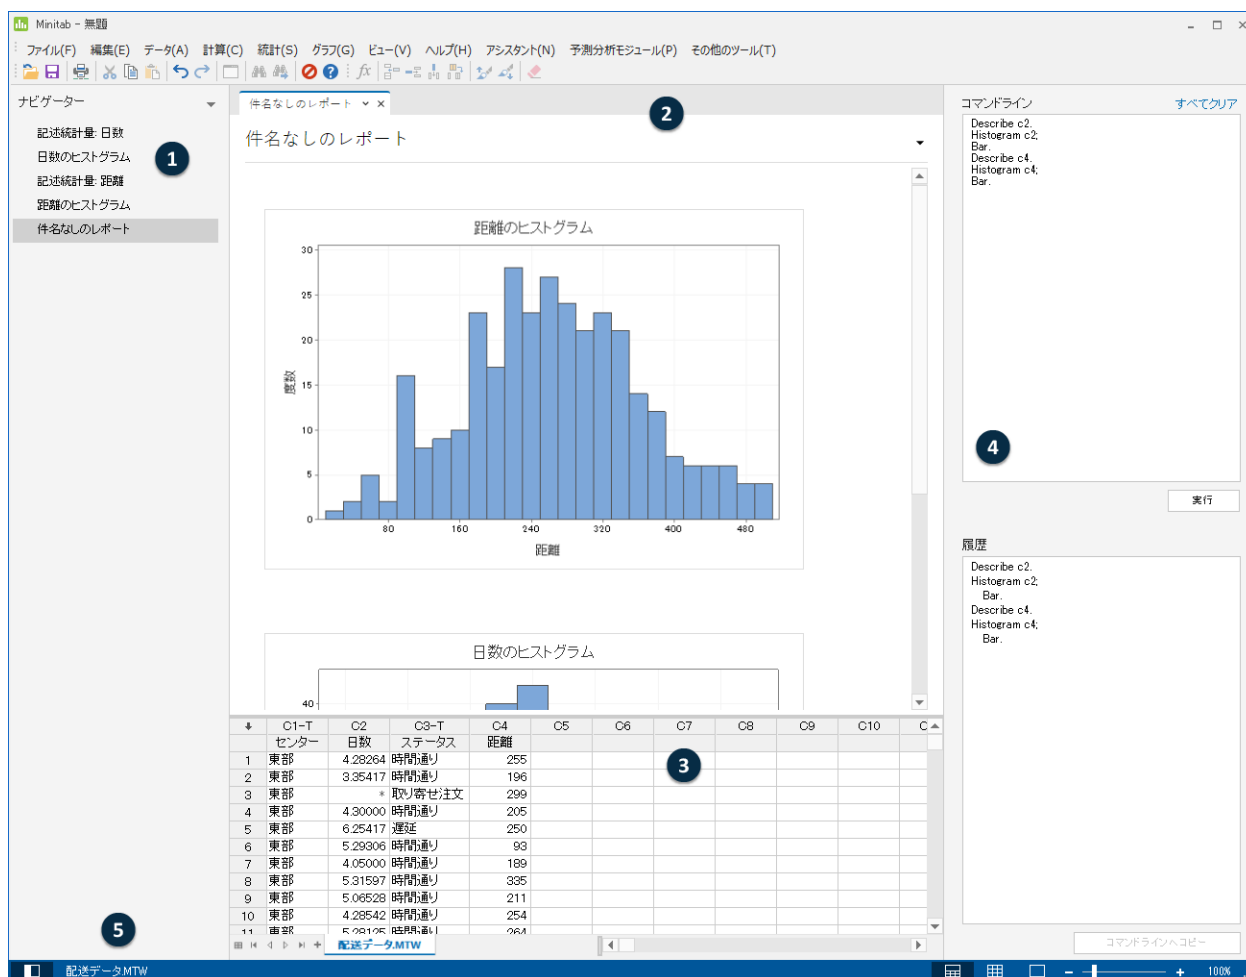 Minitab - 無題
ファイル(F) 編集(E) データ(A) 計算(C) 統計(S) グラフ(G) ビュー(V) ヘルプ(H) アシスタント(N) 予測分析モジュール(P) その他のツール(T)
ナビゲーター
記述統計量: 日数
日数のヒストグラム
記述統計量: 距離
距離のヒストグラム
件名なしのレポート
1
件名なしのレポート
2
件名なしのレポート
距離のヒストグラム
30
25
20
15
10
5
0
度数
80 160 240 320 400 480
距離
日数のヒストグラム
40
C1-T C2 C3-T C4 C5 C6 C7 C8 C9 C10 C
センター 日数 ステータス 距離
1 東部 4.28264 時間通り 255
2 東部 3.35417 時間通り 196
3 東部 * 取り寄せ注文 299
4 東部 4.30000 時間通り 205
5 東部 6.25417 遅延 250
6 東部 5.29306 時間通り 93
7 東部 4.05000 時間通り 189
8 東部 5.31597 時間通り 335
9 東部 5.06528 時間通り 211
10 東部 4.28542 時間通り 254
11 東部 5.28125 時間通り 264
3
配送データ.MTW
コマンドライン すべてクリア
Describe c2.
Histogram c2;
Bar.
Describe c4.
Histogram c4;
Bar.
4
実行
履歴
Describe c2.
Histogram c2;
Bar.
Describe c4.
Histogram c4;
Bar.
コマンドラインへコピー
5
配送データ.MTW
100%